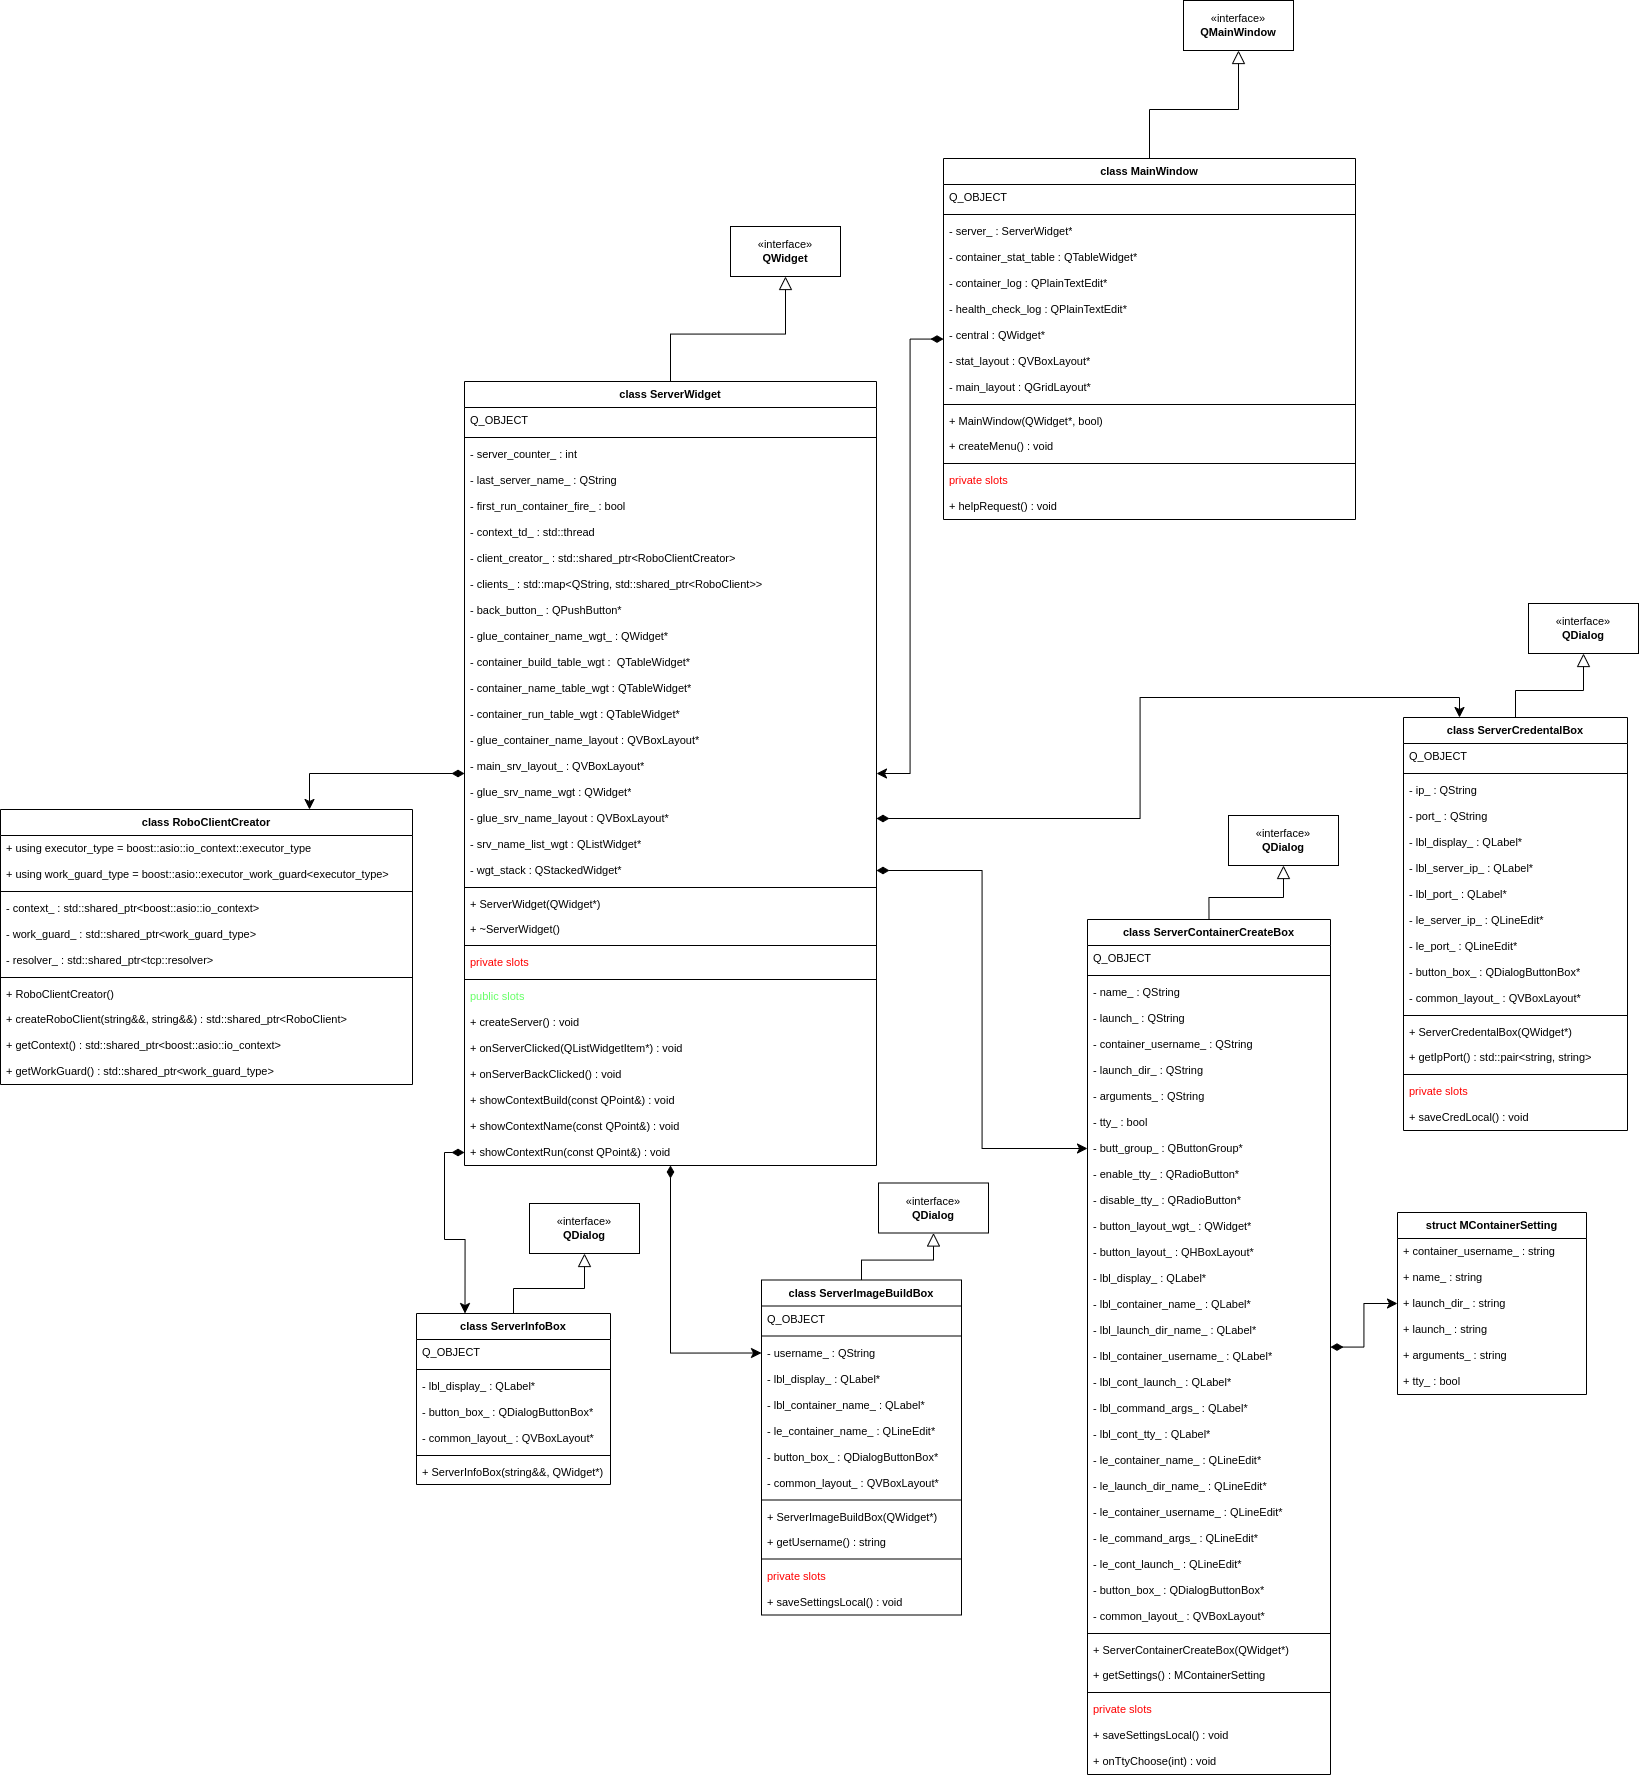 «interface»
QMainWindow
class MainWindow
Q_OBJECT
- server_ : ServerWidget*
- container_stat_table : QTableWidget*
- container_log : QPlainTextEdit*
- health_check_log : QPlainTextEdit*
- central : QWidget*
- stat_layout : QVBoxLayout*
- main_layout : QGridLayout*
+ MainWindow(QWidget*, bool)
+ createMenu() : void
private slots
+ helpRequest() : void
«interface»
QWidget
class ServerWidget
Q_OBJECT
- server_counter_ : int
- last_server_name_ : QString
- first_run_container_fire_ : bool
- context_td_ : std::thread
- client_creator_ : std::shared_ptr<RoboClientCreator>
- clients_ : std::map<QString, std::shared_ptr<RoboClient>>
- back_button_ : QPushButton*
- glue_container_name_wgt_ : QWidget*
- container_build_table_wgt :  QTableWidget*
- container_name_table_wgt : QTableWidget*
- container_run_table_wgt : QTableWidget*
- glue_container_name_layout : QVBoxLayout*
- main_srv_layout_ : QVBoxLayout*
- glue_srv_name_wgt : QWidget*
- glue_srv_name_layout : QVBoxLayout*
- srv_name_list_wgt : QListWidget*
- wgt_stack : QStackedWidget*
+ ServerWidget(QWidget*)
+ ~ServerWidget()
private slots
public slots
+ createServer() : void
+ onServerClicked(QListWidgetItem*) : void
+ onServerBackClicked() : void
+ showContextBuild(const QPoint&) : void
+ showContextName(const QPoint&) : void
+ showContextRun(const QPoint&) : void
class RoboClientCreator
+ using executor_type = boost::asio::io_context::executor_type
+ using work_guard_type = boost::asio::executor_work_guard<executor_type>
- context_ : std::shared_ptr<boost::asio::io_context>
- work_guard_ : std::shared_ptr<work_guard_type>
- resolver_ : std::shared_ptr<tcp::resolver>
+ RoboClientCreator()
+ createRoboClient(string&&, string&&) : std::shared_ptr<RoboClient>
+ getContext() : std::shared_ptr<boost::asio::io_context>
+ getWorkGuard() : std::shared_ptr<work_guard_type>
«interface»
QDialog
class ServerCredentalBox
Q_OBJECT
- ip_ : QString
- port_ : QString
- lbl_display_ : QLabel*
- lbl_server_ip_ : QLabel*
- lbl_port_ : QLabel*
- le_server_ip_ : QLineEdit*
- le_port_ : QLineEdit*
- button_box_ : QDialogButtonBox*
- common_layout_ : QVBoxLayout*
+ ServerCredentalBox(QWidget*)
+ getIpPort() : std::pair<string, string>
private slots
+ saveCredLocal() : void
«interface»
QDialog
class ServerContainerCreateBox
Q_OBJECT
- name_ : QString
- launch_ : QString
- container_username_ : QString
- launch_dir_ : QString
- arguments_ : QString
- tty_ : bool
- butt_group_ : QButtonGroup*
- enable_tty_ : QRadioButton*
- disable_tty_ : QRadioButton*
- button_layout_wgt_ : QWidget*
- button_layout_ : QHBoxLayout*
- lbl_display_ : QLabel*
- lbl_container_name_ : QLabel*
- lbl_launch_dir_name_ : QLabel*
- lbl_container_username_ : QLabel*
- lbl_cont_launch_ : QLabel*
- lbl_command_args_ : QLabel*
- lbl_cont_tty_ : QLabel*
- le_container_name_ : QLineEdit*
- le_launch_dir_name_ : QLineEdit*
- le_container_username_ : QLineEdit*
- le_command_args_ : QLineEdit*
- le_cont_launch_ : QLineEdit*
- button_box_ : QDialogButtonBox*
- common_layout_ : QVBoxLayout*
+ ServerContainerCreateBox(QWidget*)
+ getSettings() : MContainerSetting
private slots
+ saveSettingsLocal() : void
+ onTtyChoose(int) : void
struct MContainerSetting
+ container_username_ : string
+ name_ : string
+ launch_dir_ : string
+ launch_ : string
+ arguments_ : string
+ tty_ : bool
«interface»
QDialog
class ServerInfoBox
Q_OBJECT
- lbl_display_ : QLabel*
- button_box_ : QDialogButtonBox*
- common_layout_ : QVBoxLayout*
+ ServerInfoBox(string&&, QWidget*)
«interface»
QDialog
class ServerImageBuildBox
Q_OBJECT
- username_ : QString
- lbl_display_ : QLabel*
- lbl_container_name_ : QLabel*
- le_container_name_ : QLineEdit*
- button_box_ : QDialogButtonBox*
- common_layout_ : QVBoxLayout*
+ ServerImageBuildBox(QWidget*)
+ getUsername() : string
private slots
+ saveSettingsLocal() : void